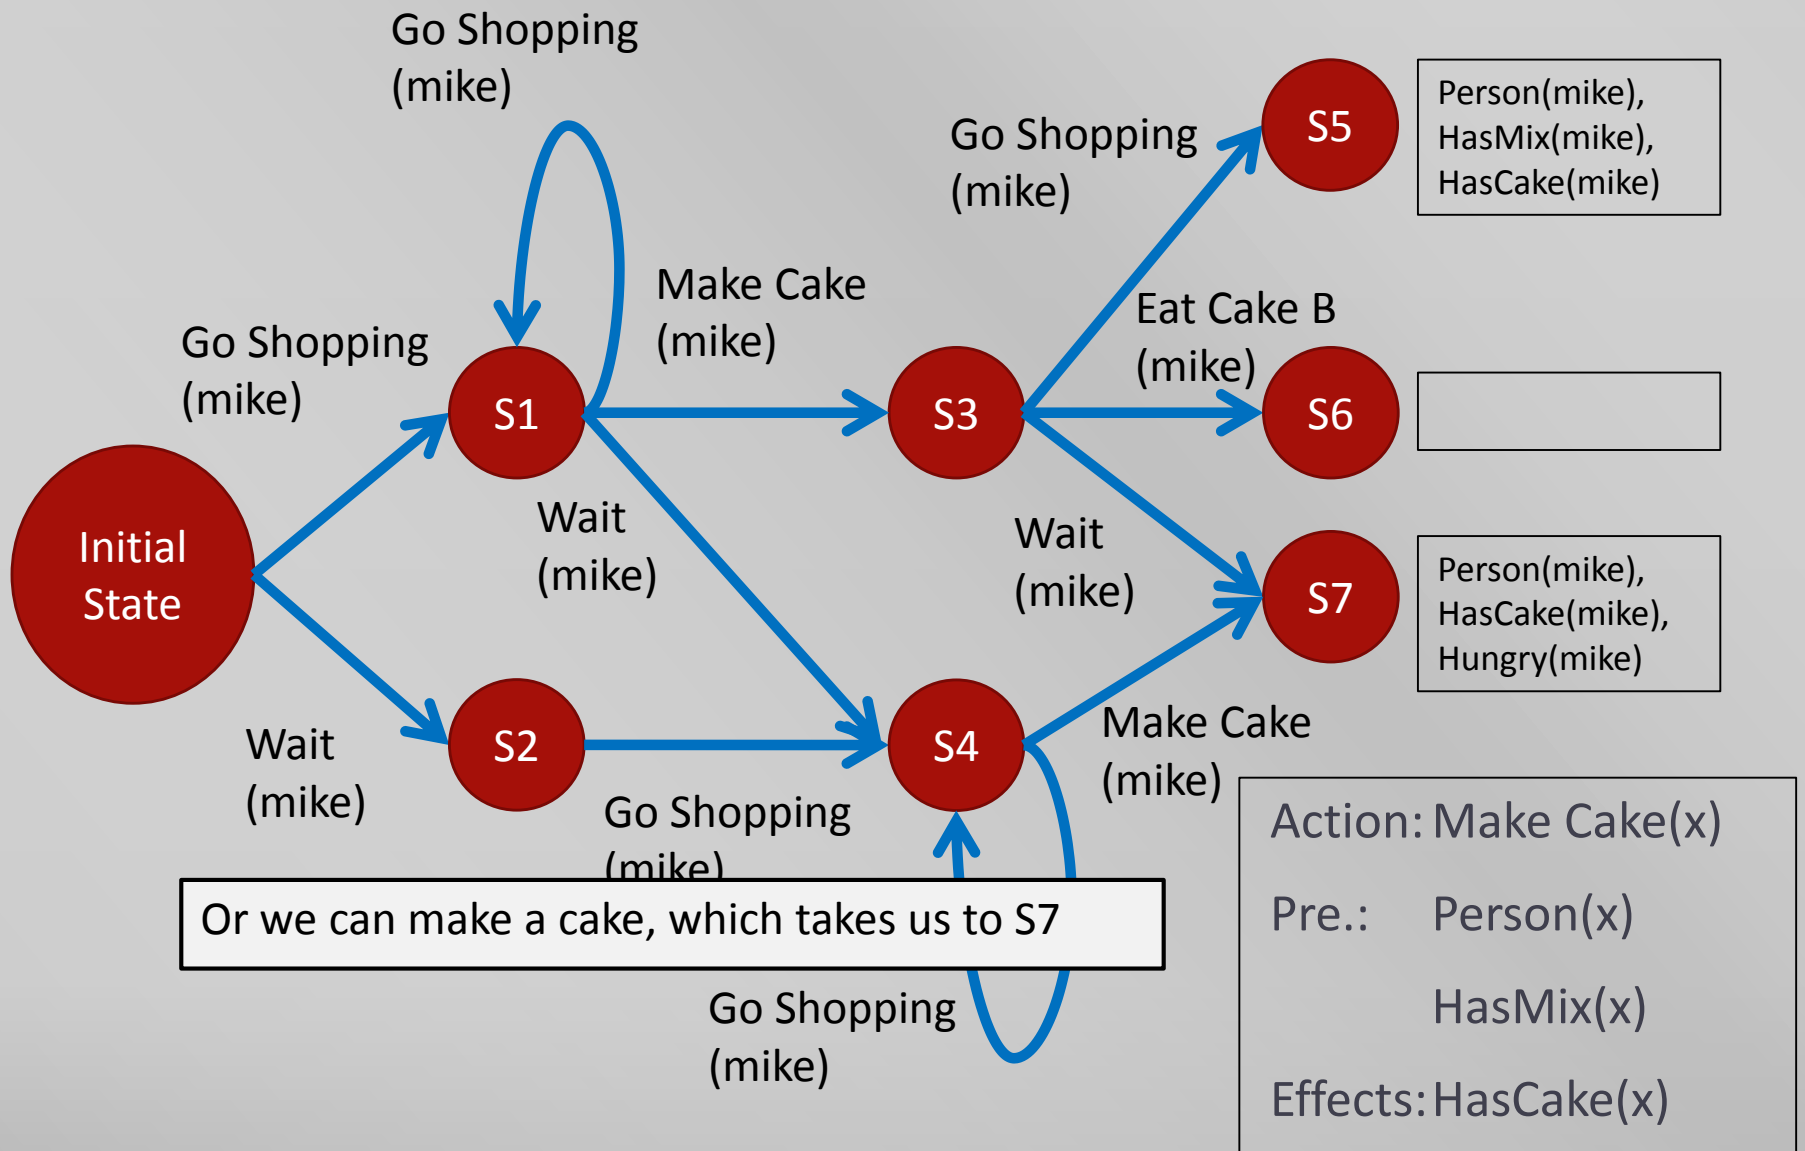 Go Shopping
(mike)
Go Shopping
(mike)
S5
Person(mike),
HasMix(mike),
HasCake(mike)
Make Cake
(mike)
Eat Cake B
(mike)
Go Shopping
(mike)
S1
S3
S6
Initial
State
Wait
(mike)
Wait
(mike)
S7
Person(mike),
HasCake(mike),
Hungry(mike)
Wait
(mike)
S2
S4
Make Cake
(mike)
Go Shopping
(mike)
Or we can make a cake, which takes us to S7
Go Shopping
(mike)
Action: Make Cake(x)
Pre.: Person(x)
HasMix(x)
Effects: HasCake(x)